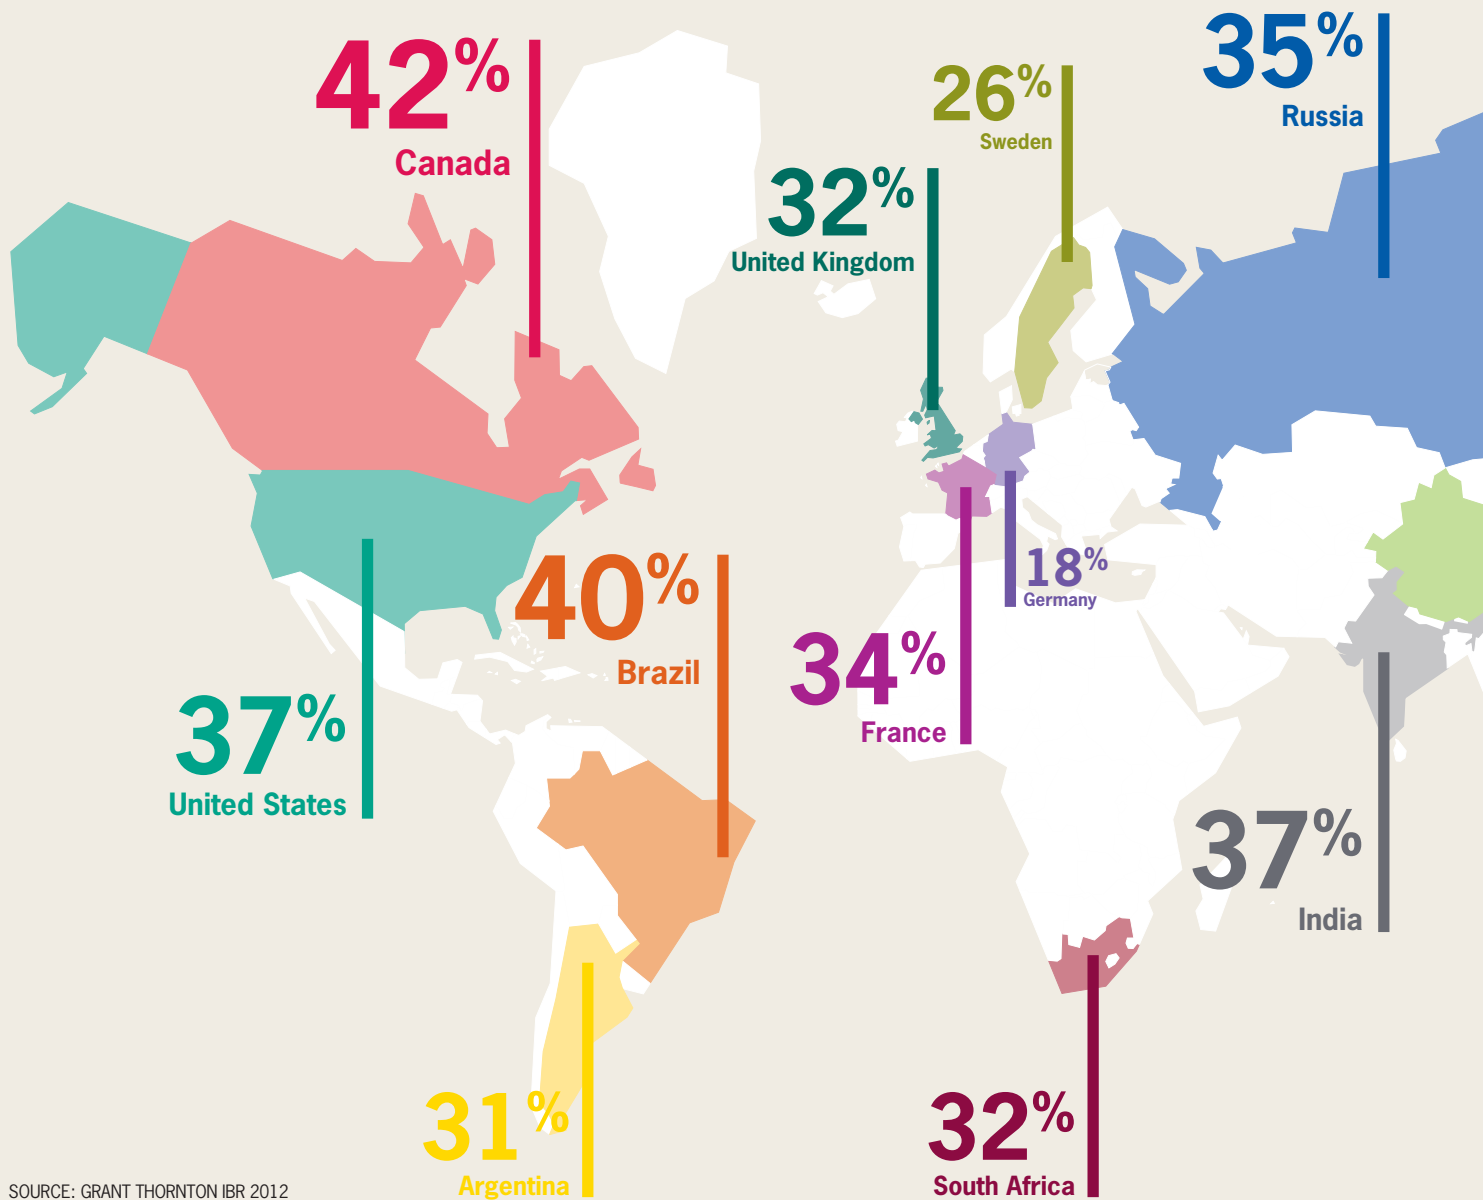 42%
Canada
35%
Russia
26%
Sweden
32%
United Kingdom
18%
Germany
40%
Brazil
34%
France
37%
United States
37%
India
31%
Argentina
32%
South Africa
SOURCE: GRANT THORNTON IBR 2012